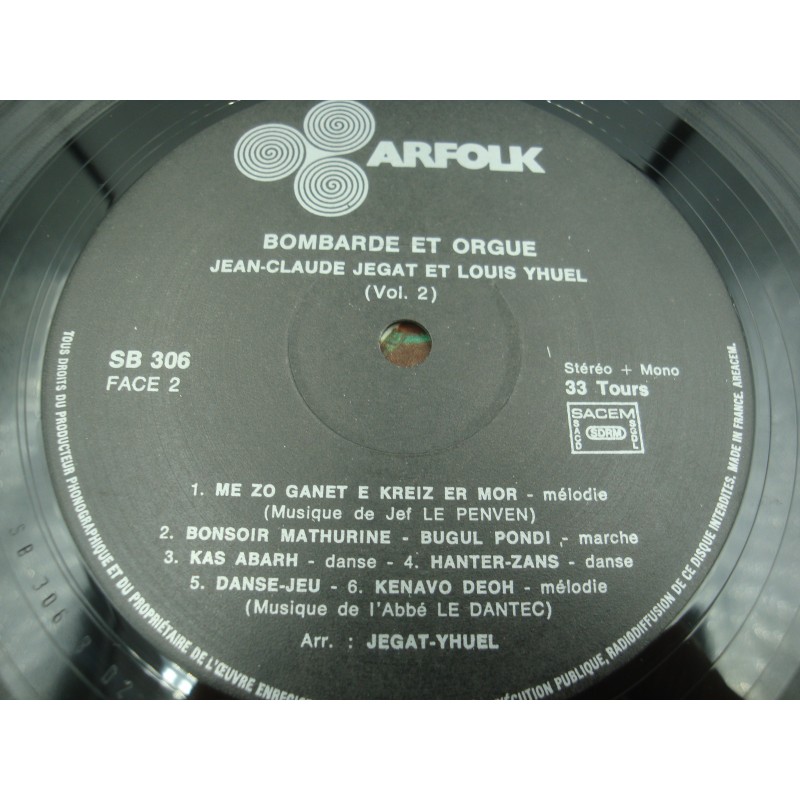 ARFOLK
BOMBARDE ET ORGUE
JEAN-CLAUDE JEGAT ET LOUIS YHUEL
(Vol. 2)
SB 306
FACE 2
Stéréo + Mono
33 Tours
SACEM
SACD SDRM SGDL
1. ME ZO GANET E KREIZ ER MOR - mélodie
(Musique de Jef LE PENVEN)
2. BONSOIR MATHURINE - BUGUL PONDI - marche
3. KAS ABARH - danse - 4. HANTER-ZANS - danse
5. DANSE-JEU - 6. KENAVO DEOH - mélodie
(Musique de l'Abbé LE DANTEC)
Arr. : JEGAT-YHUEL
TOUS DROITS DU PRODUCTEUR PHONOGRAPHIQUE ET DU PROPRIÉTAIRE DE L'ŒUVRE
EXÉCUTION PUBLIQUE, RADIODIFFUSION DE CE DISQUE INTERDITES. MADE IN FRANCE. AREACEM.
SB 306